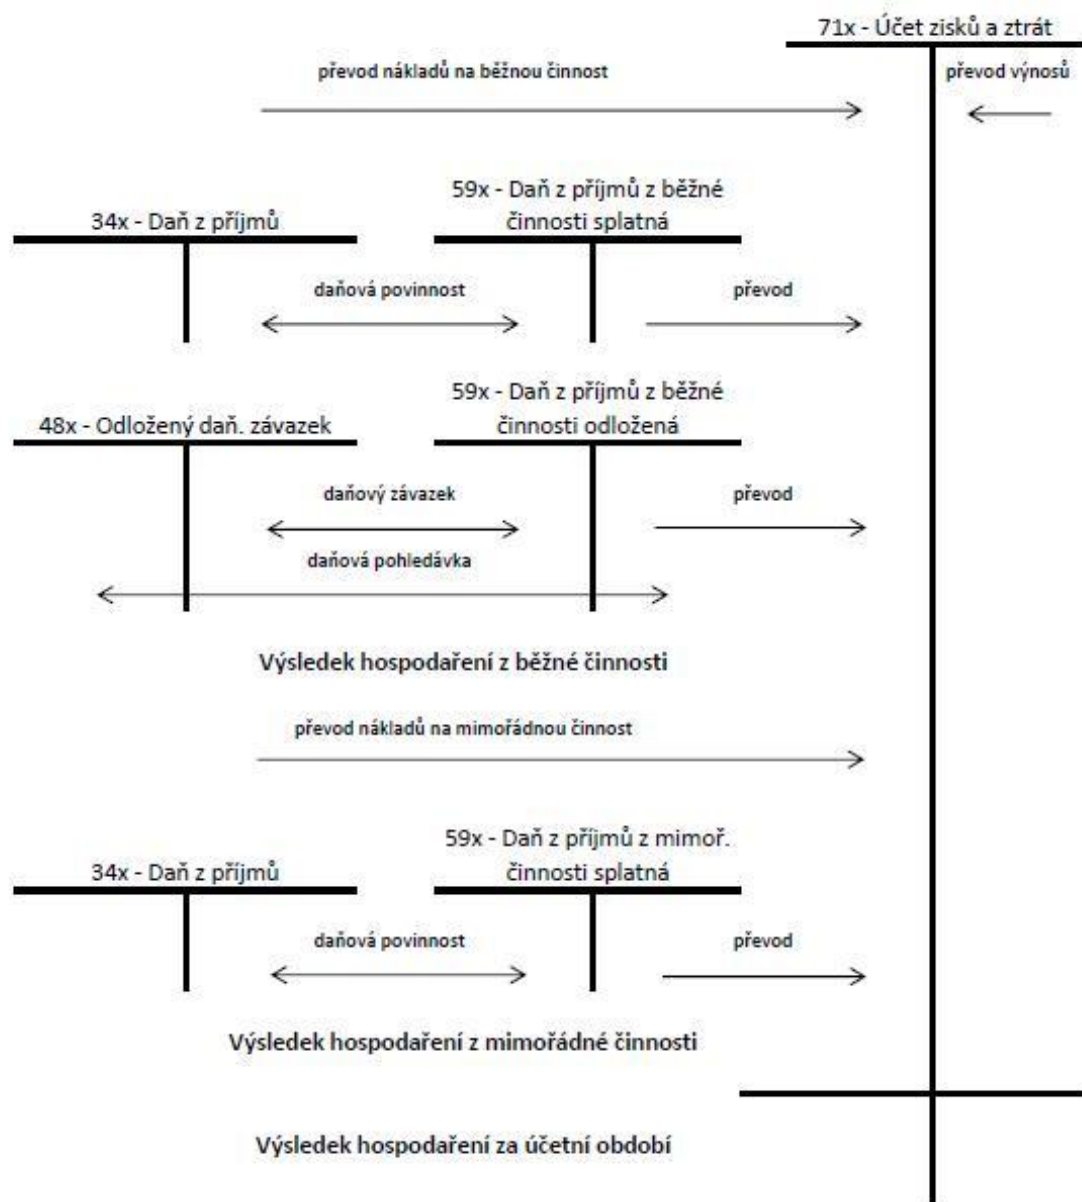 71x - Účet zisků a ztrát
převod nákladů na běžnou činnost
převod výnosů
34x - Daň z příjmů
59x - Daň z příjmů z běžné
činnosti splatná
daňová povinnost
převod
48x - Odložený daň. závazek
59x - Daň z příjmů z běžné
činnosti odložená
daňový závazek
převod
daňová pohledávka
Výsledek hospodaření z běžné činnosti
převod nákladů na mimořádnou činnost
34x - Daň z příjmů
59x - Daň z příjmů z mimoř.
činnosti splatná
daňová povinnost
převod
Výsledek hospodaření z mimořádné činnosti
Výsledek hospodaření za účetní období